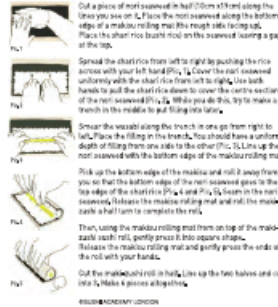 Cut a piece of nori seaweed in half (10cm x19cm) along the
lines you see on it. Place the nori seaweed along the bottom
edge of a makisu rolling mat the rough side facing up.
Place the shari rice (sushi rice) on the seaweed leaving a gap
at the top.
Fig. 1
Spread the shari rice from left to right by pushing the rice
across with your left hand (Pic. 1). Cover the nori seaweed
uniformly with the shari rice from left to right. Use both
hands to pull the shari rice down to cover the centre section
of the nori seaweed (Pic. 2). While you do this, try to make a
trench in the middle to put filling into later.
Smear the wasabi along the trench in one go from right to
left. Place the filling in the trench. You should have a uniform
depth of filling from one side to the other (Pic. 3). Line up the
nori seaweed with the bottom edge of the makisu rolling mat.
Pick up the bottom edge of the makisu and roll it away from
you so that the bottom edge of the nori seaweed goes to the
top edge of the shari rice (Pic. 4 and Pic. 5). Seam in the nori
seaweed. Release the makisu rolling mat and roll the maki-
zushi a half turn to complete the roll.
Then, using the makisu rolling mat from on top of the maki-
zushi sushi roll, gently press it into square shape.
Release the makisu rolling mat and gently press the ends of
the roll with your hands.
Cut the maki-zushi roll in half. Line up the two halves and cut
into 3. Make 6 pieces altogether.
ACADEMY LONDON